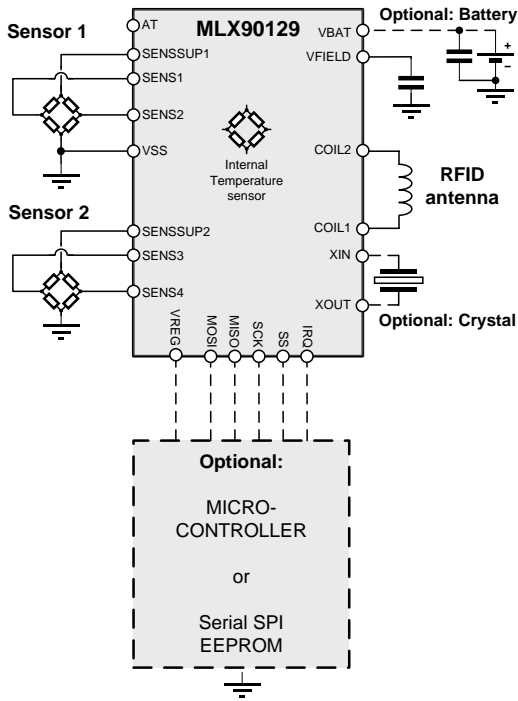 Sensor 1
AT
MLX90129
SENSSUP1
SENS1
SENS2
VSS
Internal
Temperature
sensor
Sensor 2
SENSSUP2
SENS3
SENS4
Optional: Battery
VBAT
+
−
VFIELD
COIL2
RFID
antenna
COIL1
XIN
XOUT
Optional: Crystal
VREG
MOSI
MISO
SCK
SS
IRQ
Optional:
MICRO-
CONTROLLER
or
Serial SPI
EEPROM